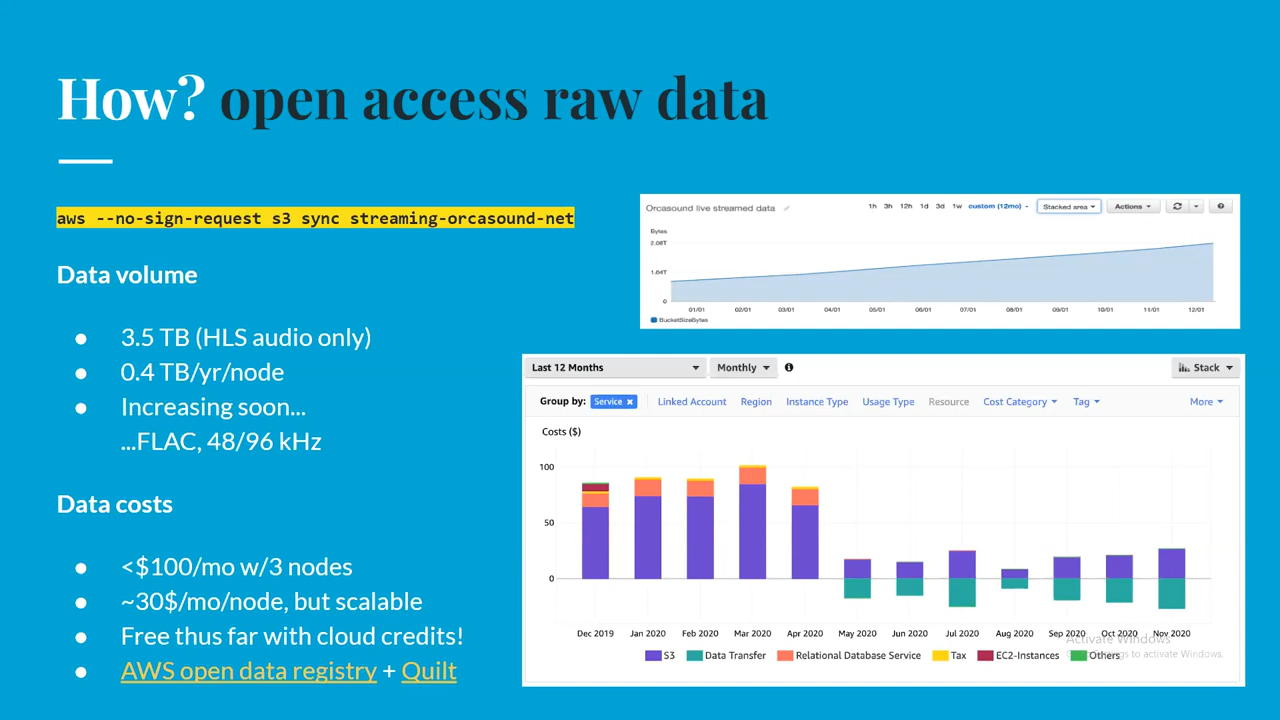 How? open access raw data
aws --no-sign-request s3 sync streaming-orcasound-net
Data volume
● 3.5 TB (HLS audio only)
● 0.4 TB/yr/node
● Increasing soon...
...FLAC, 48/96 kHz
Data costs
● <$100/mo w/3 nodes
● ~30$/mo/node, but scalable
● Free thus far with cloud credits!
● AWS open data registry + Quilt
Orcasound live streamed data
1h 3h 12h 1d 3d 1w custom (12mo)
Stacked area
Actions
Bytes
2.08T
1.04T
0
01/01 02/01 03/01 04/01 05/01 06/01 07/01 08/01 09/01 10/01 11/01 12/01
BucketSizeBytes
Last 12 Months
Monthly
Stack
Group by: Service Linked Account Region Instance Type Usage Type Resource Cost Category Tag More
Costs ($)
100
50
0
Dec 2019 Jan 2020 Feb 2020 Mar 2020 Apr 2020 May 2020 Jun 2020 Jul 2020 Aug 2020 Sep 2020 Oct 2020 Nov 2020
S3 Data Transfer Relational Database Service Tax EC2-Instances Others
Activate Windows
to activate Windows.